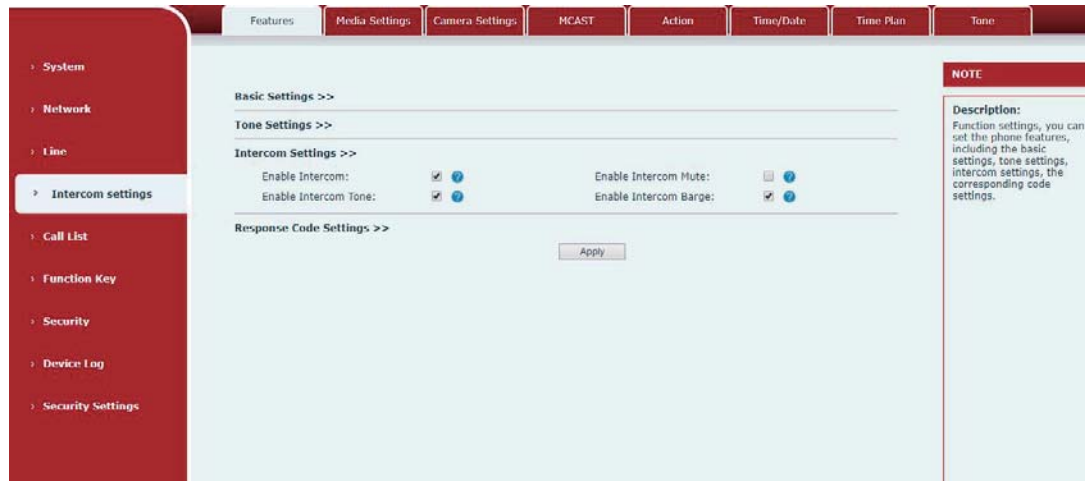 Features Media Settings Camera Settings MCAST Action Time/Date Time Plan Tone
› System
› Network
› Line
› Intercom settings
› Call List
› Function Key
› Security
› Device Log
› Security Settings
Basic Settings >>
Tone Settings >>
Intercom Settings >>
Enable Intercom: Enable Intercom Mute:
Enable Intercom Tone: Enable Intercom Barge:
Response Code Settings >>
Apply
NOTE
Description:
Function settings, you can
set the phone features,
including the basic
settings, tone settings,
intercom settings, the
corresponding code
settings.